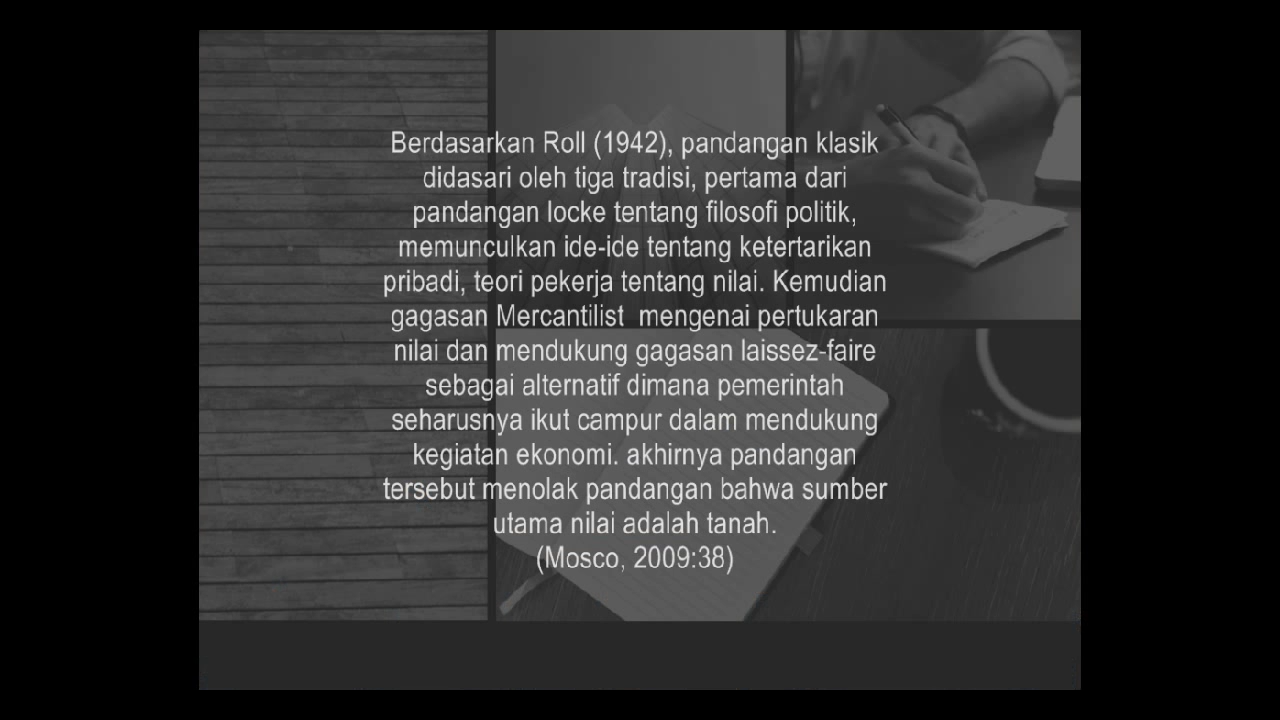 Berdasarkan Roll (1942), pandangan klasik
didasari oleh tiga tradisi, pertama dari
pandangan locke tentang filosofi politik,
memunculkan ide-ide tentang ketertarikan
pribadi, teori pekerja tentang nilai. Kemudian
gagasan Mercantilist  mengenai pertukaran
nilai dan mendukung gagasan laissez-faire
sebagai alternatif dimana pemerintah
seharusnya ikut campur dalam mendukung
kegiatan ekonomi. akhirnya pandangan
tersebut menolak pandangan bahwa sumber
utama nilai adalah tanah.
(Mosco, 2009:38)